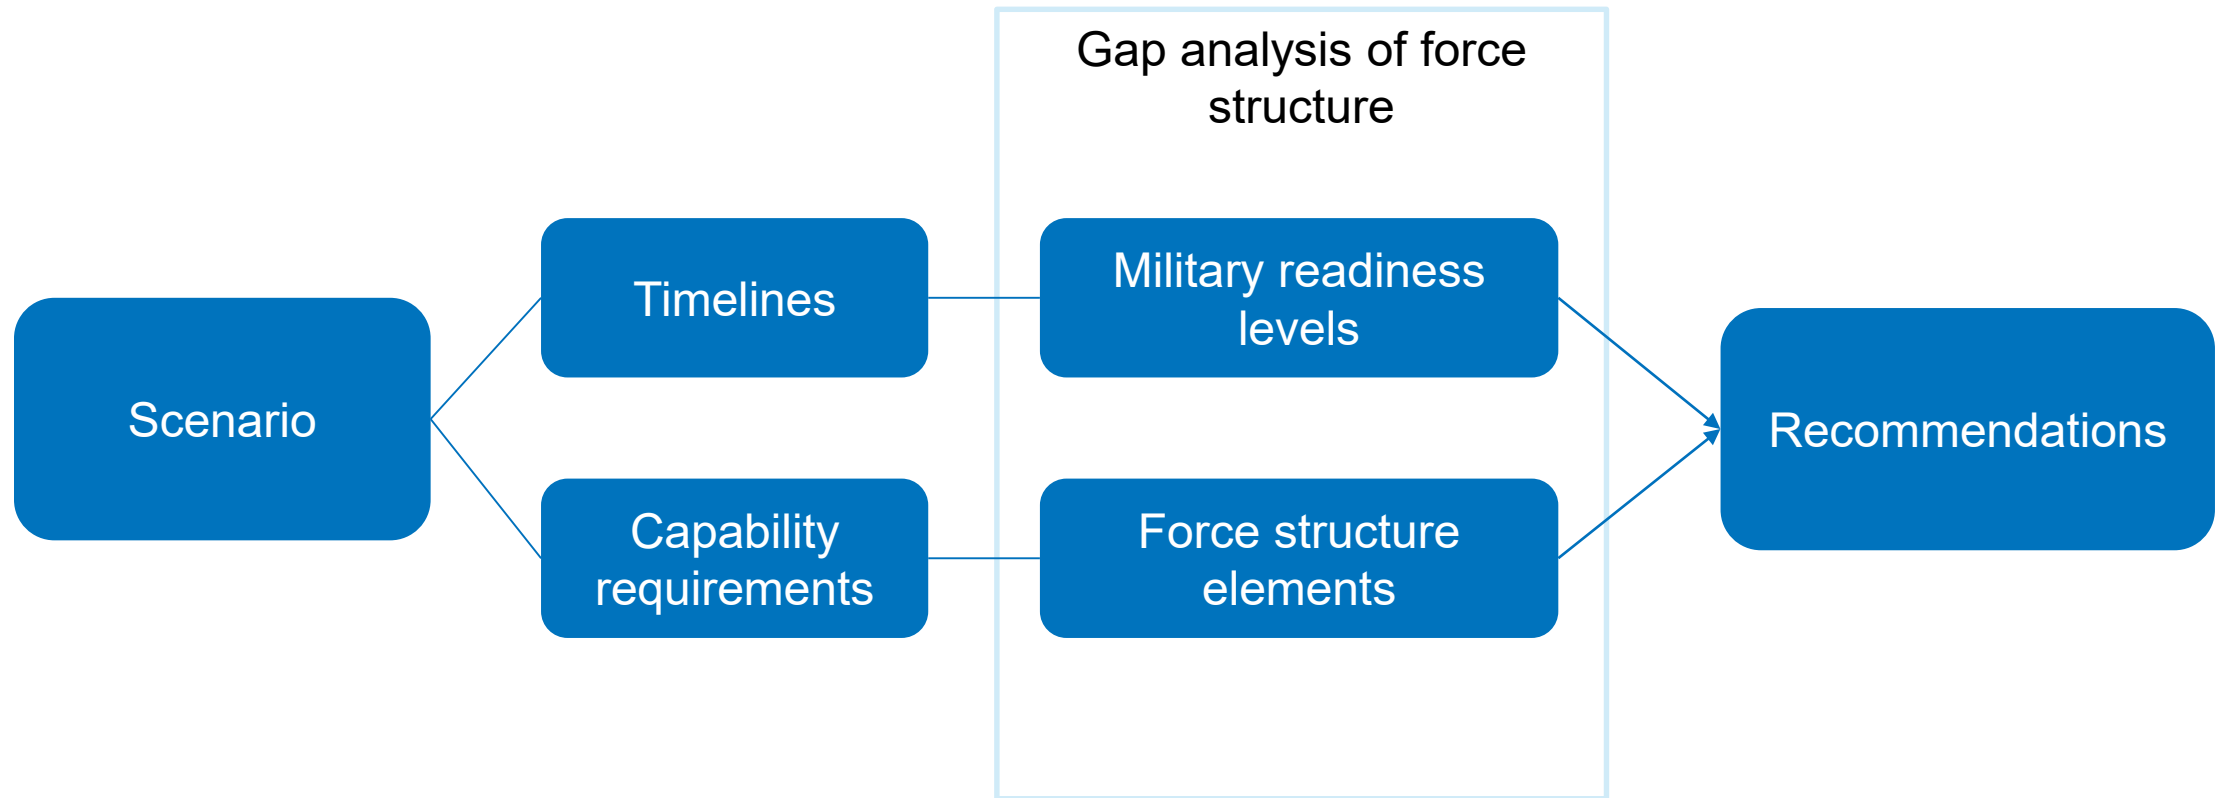 Gap analysis of force
structure
Scenario
Timelines
Military readiness
levels
Capability
requirements
Force structure
elements
Recommendations